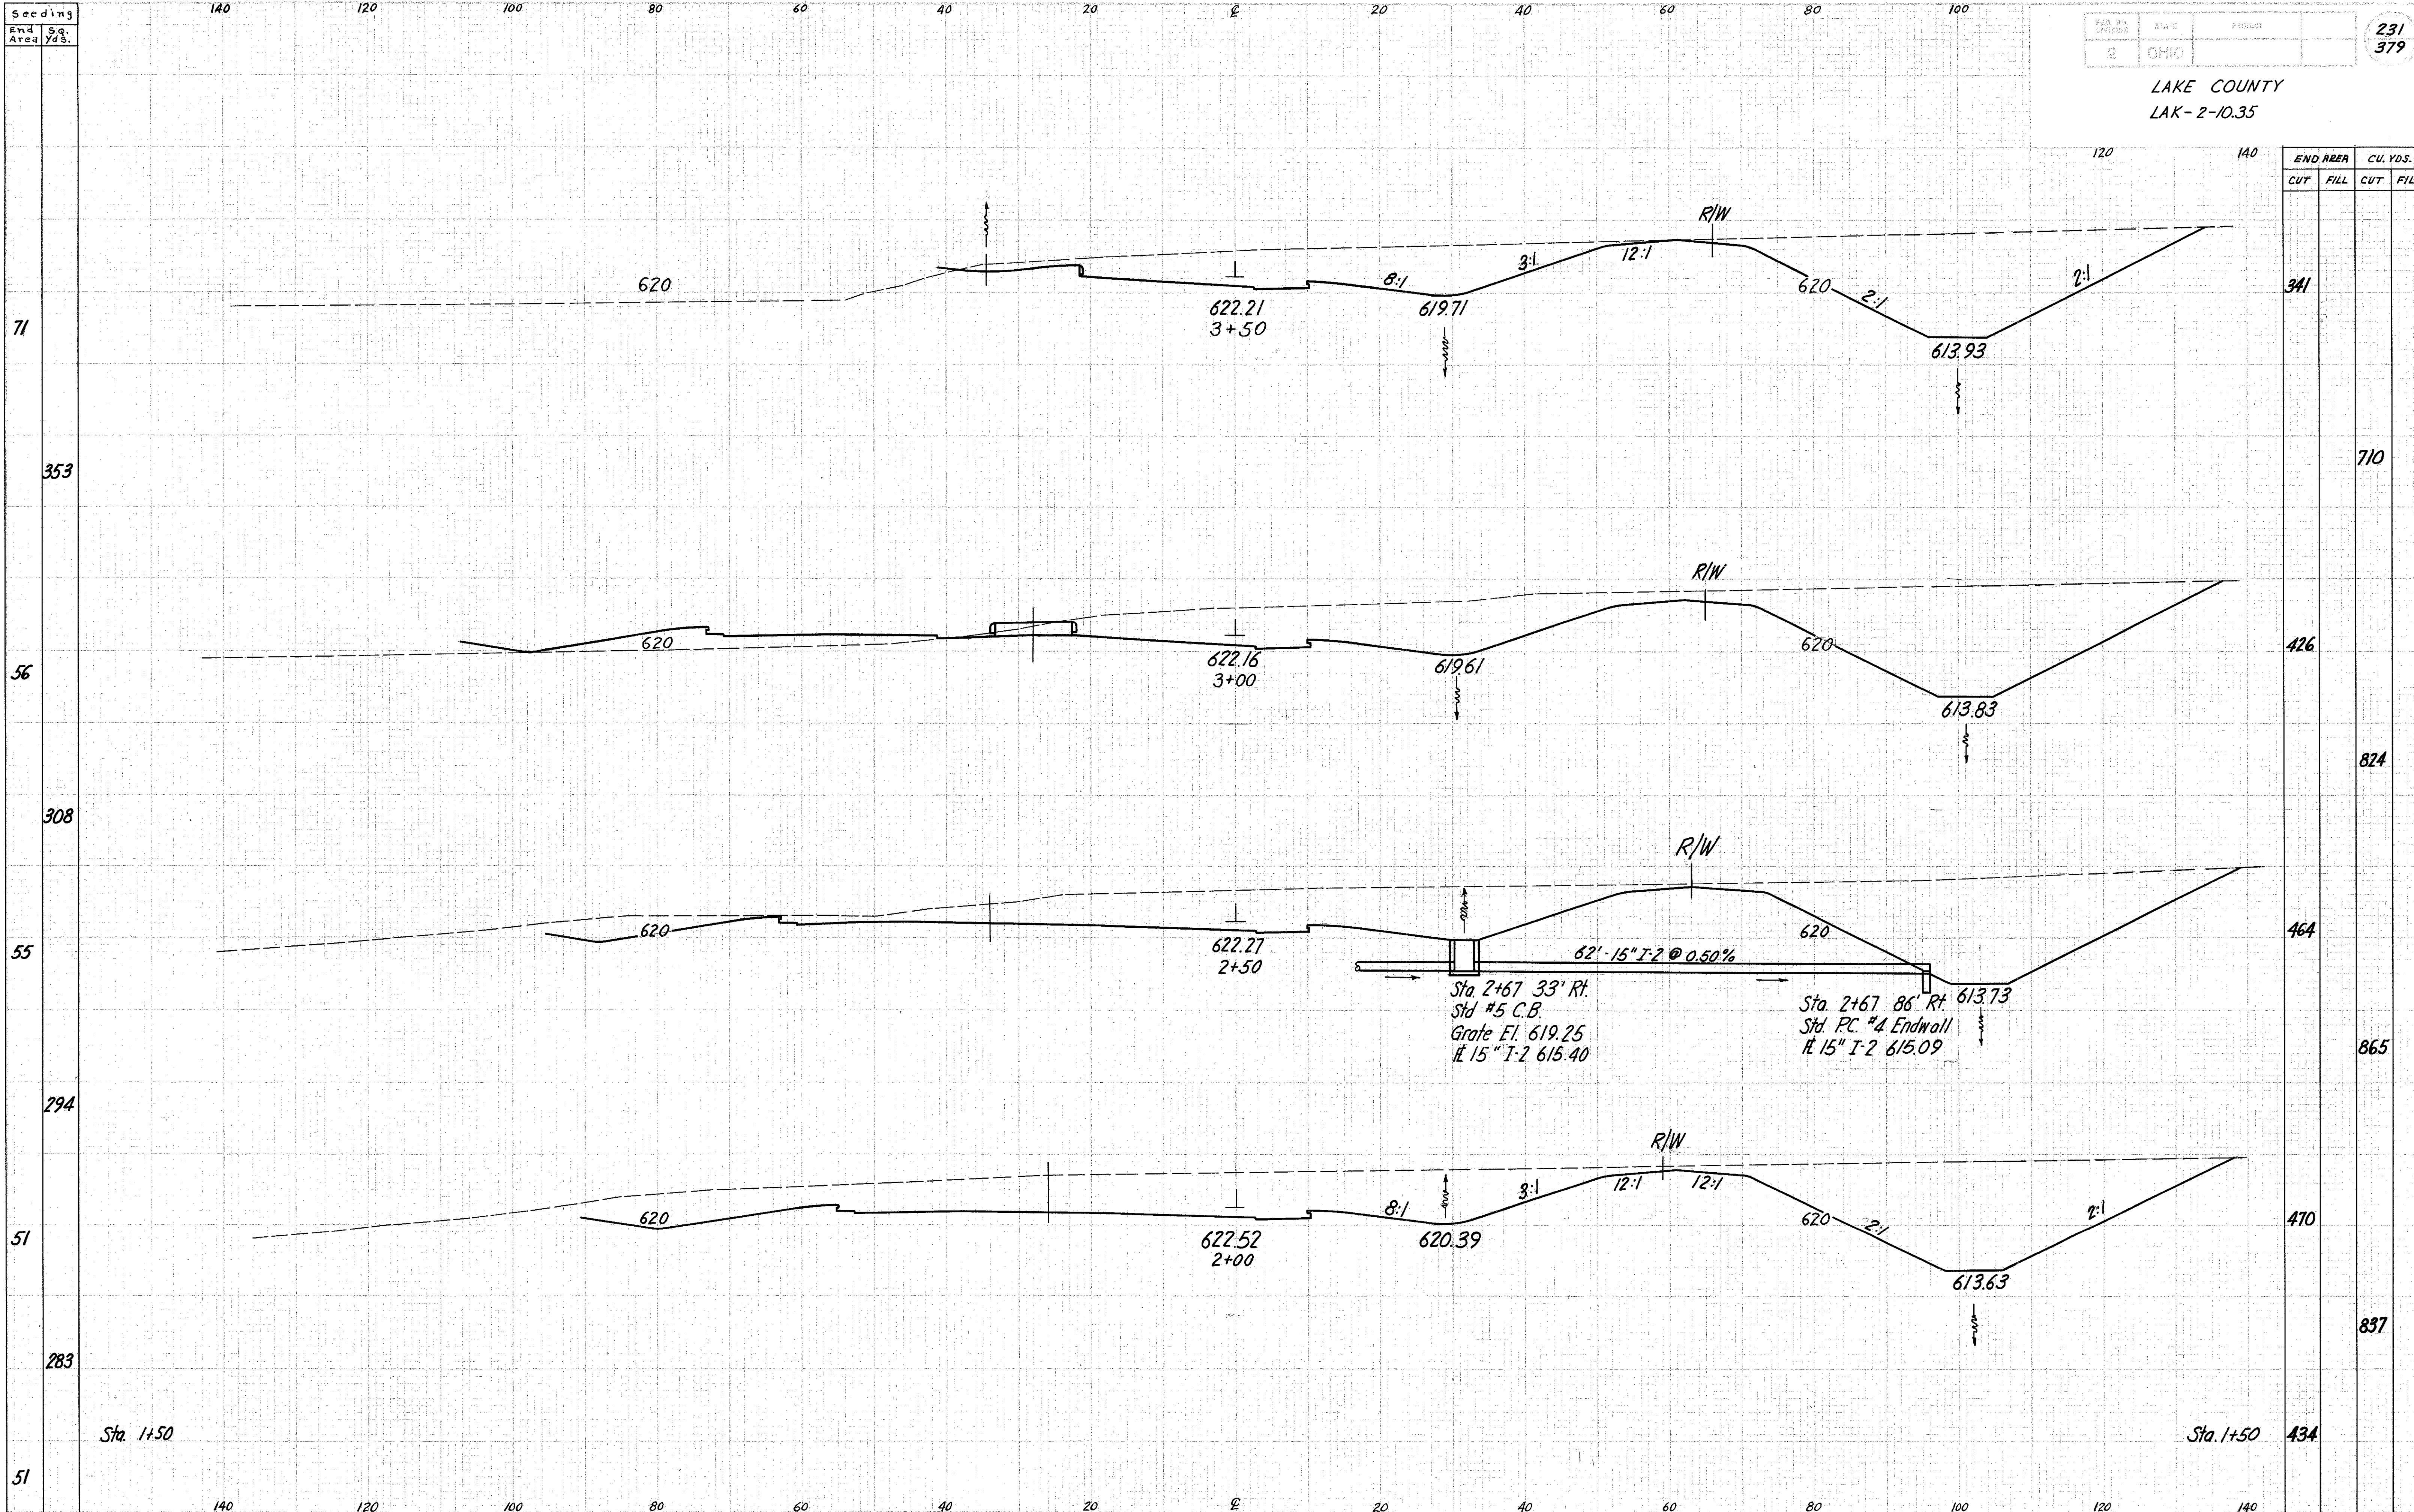 Seeding
End Area
Sq. Yds.
140 120 100 80 60 40 20 ℄ 20 40 60 80 100
OHIO
231
379
LAKE COUNTY
LAK-2-10.35
120 140
END AREA CU. YDS.
CUT FILL CUT FIL
R/W
620
8:1
3:1
12:1
620
2:1
2:1
622.21
3+50
619.71
613.93
71
341
353
710
R/W
620
620
622.16
3+00
619.61
613.83
56
426
824
308
R/W
620
620
622.27
2+50
62'-15" I-2 @ 0.50%
Sta. 2+67 33' Rt.
Std #5 C.B.
Grate El. 619.25
15" I-2 615.40
Sta. 2+67 86' Rt.
Std. P.C. #4 Endwall
15" I-2 615.09
613.73
55
464
865
294
R/W
620
8:1
3:1
12:1
12:1
620
2:1
2:1
622.52
2+00
620.39
613.63
51
470
837
283
Sta. 1+50
Sta. 1+50
434
51
140 120 100 80 60 40 20 ℄ 20 40 60 80 100 120 140